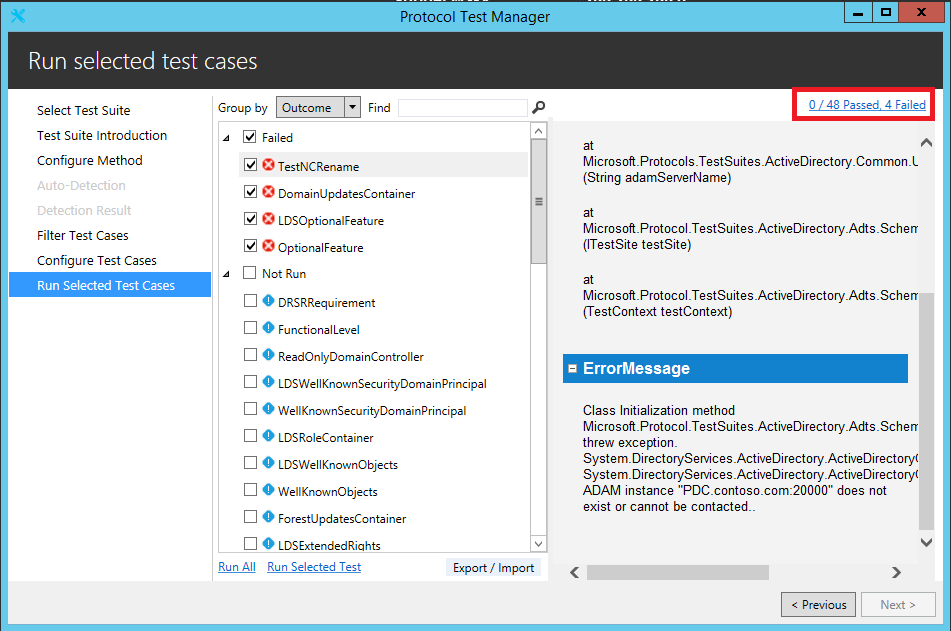 Protocol Test Manager
Run selected test cases
Select Test Suite
Test Suite Introduction
Configure Method
Auto-Detection
Detection Result
Filter Test Cases
Configure Test Cases
Run Selected Test Cases
Group by Outcome Find
Failed
TestNCRename
DomainUpdatesContainer
LDSOptionalFeature
OptionalFeature
Not Run
DRSRRequirement
FunctionalLevel
ReadOnlyDomainController
LDSWellKnownSecurityDomainPrincipal
WellKnownSecurityDomainPrincipal
LDSRoleContainer
LDSWellKnownObjects
WellKnownObjects
ForestUpdatesContainer
LDSExtendedRights
Run All Run Selected Test Export / Import
0 / 48 Passed, 4 Failed
at
Microsoft.Protocols.TestSuites.ActiveDirectory.Common.U
(String adamServerName)
at
Microsoft.Protocol.TestSuites.ActiveDirectory.Adts.Schem
(ITestSite testSite)
at
Microsoft.Protocol.TestSuites.ActiveDirectory.Adts.Schem
(TestContext testContext)
ErrorMessage
Class Initialization method
Microsoft.Protocol.TestSuites.ActiveDirectory.Adts.Schem
threw exception.
System.DirectoryServices.ActiveDirectory.ActiveDirectory
System.DirectoryServices.ActiveDirectory.ActiveDirectory
ADAM instance "PDC.contoso.com:20000" does not
exist or cannot be contacted..
< Previous Next >